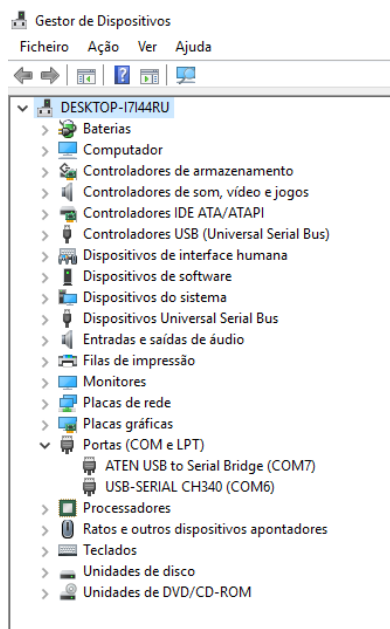 Gestor de Dispositivos
Ficheiro Ação Ver Ajuda
DESKTOP-I7I44RU
Baterias
Computador
Controladores de armazenamento
Controladores de som, vídeo e jogos
Controladores IDE ATA/ATAPI
Controladores USB (Universal Serial Bus)
Dispositivos de interface humana
Dispositivos de software
Dispositivos do sistema
Dispositivos Universal Serial Bus
Entradas e saídas de áudio
Filas de impressão
Monitores
Placas de rede
Placas gráficas
Portas (COM e LPT)
ATEN USB to Serial Bridge (COM7)
USB-SERIAL CH340 (COM6)
Processadores
Ratos e outros dispositivos apontadores
Teclados
Unidades de disco
Unidades de DVD/CD-ROM